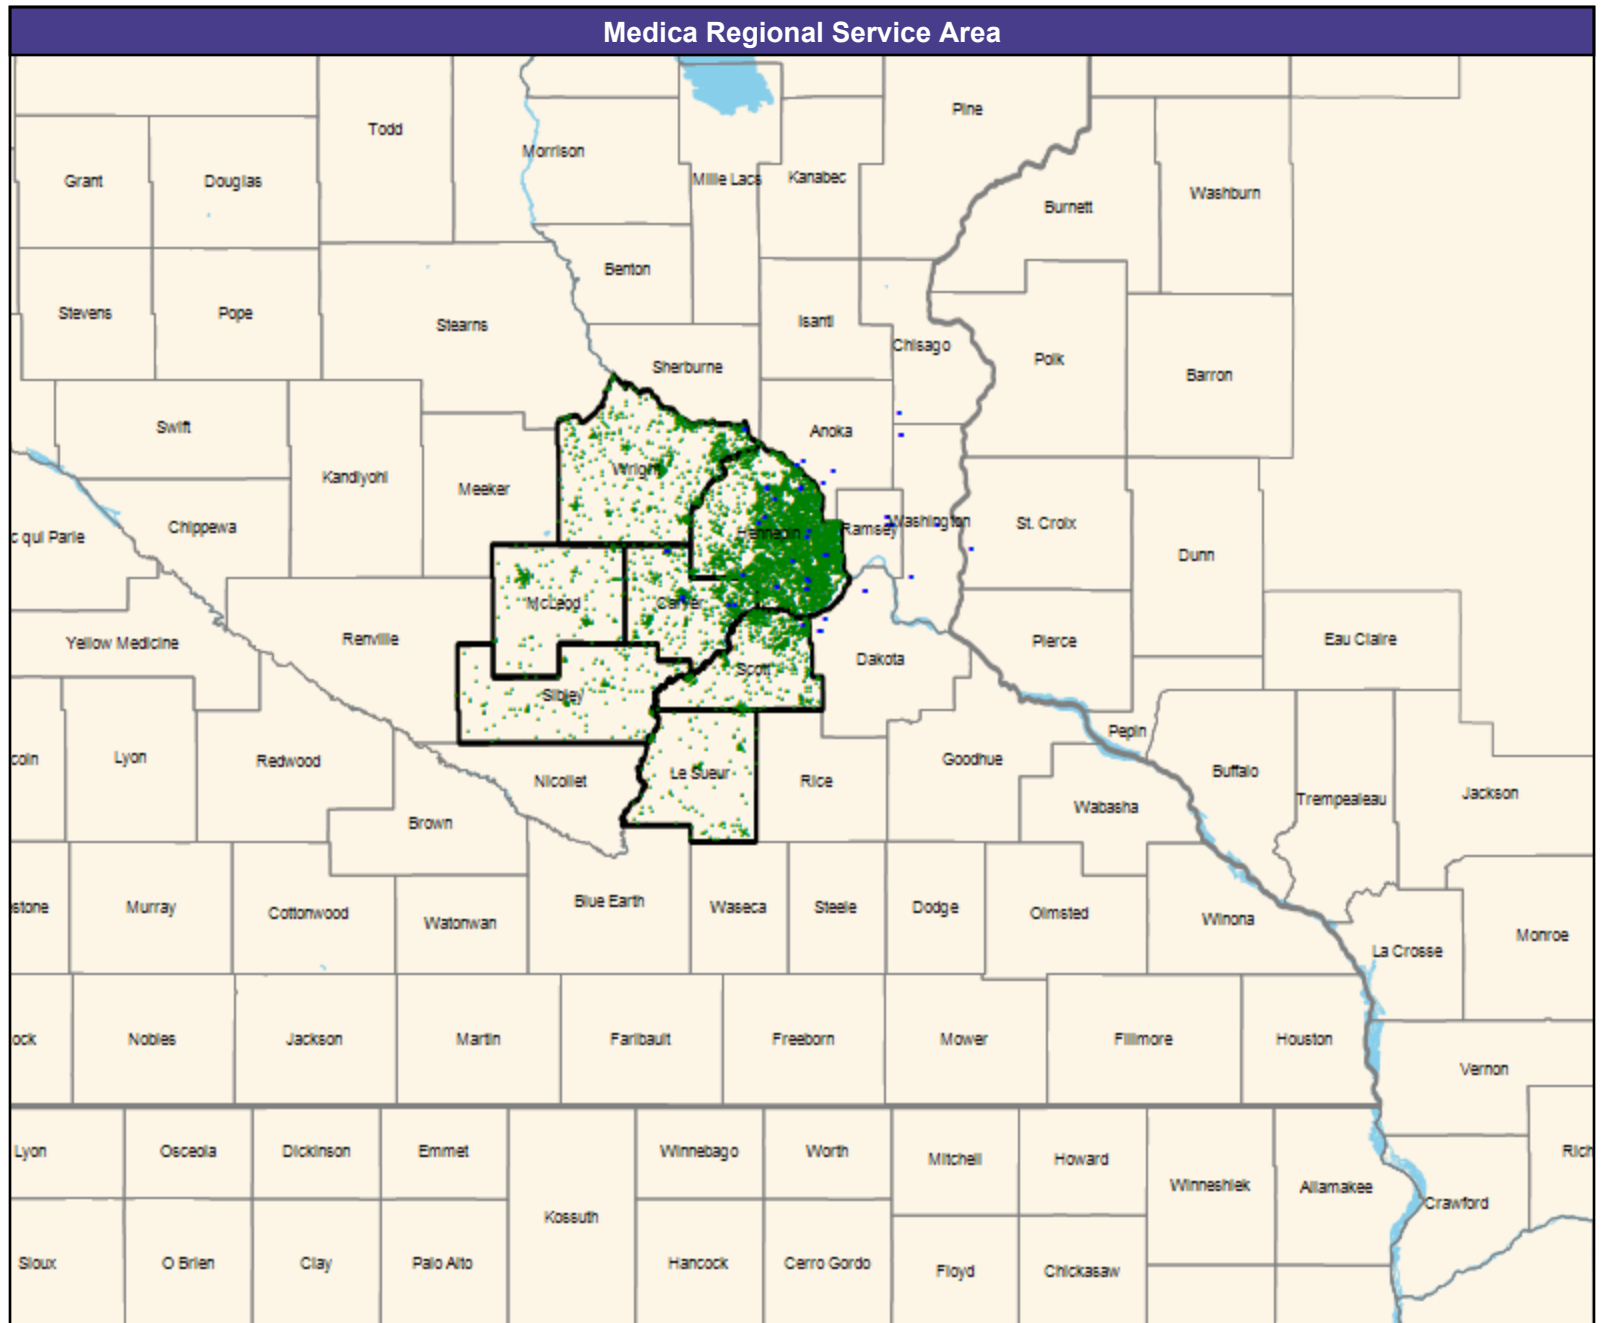 Medica Regional Service Area
Pine
Todd
Morrison
Mille Lacs
Kanabec
Grant
Douglas
Washburn
Burnett
Benton
Stevens
Pope
Stearns
Isanti
Chisago
Polk
Barron
Sherburne
Swift
Anoka
Wright
Kandiyohi
Meeker
Chippewa
c qui Parle
Hennepin
Ramsey
Washington
St. Croix
Dunn
McLeod
Carver
Yellow Medicine
Renville
Pierce
Eau Claire
Scott
Dakota
Sibley
Pepin
coln
Lyon
Redwood
Nicollet
Le Sueur
Rice
Goodhue
Buffalo
Trempealeau
Jackson
Wabasha
Brown
stone
Murray
Cottonwood
Watonwan
Blue Earth
Waseca
Steele
Dodge
Olmsted
Winona
La Crosse
Monroe
ock
Nobles
Jackson
Martin
Faribault
Freeborn
Mower
Fillmore
Houston
Vernon
Lyon
Osceola
Dickinson
Emmet
Winnebago
Worth
Mitchell
Howard
Winneshiek
Allamakee
Crawford
Rich
Kossuth
Sioux
O Brien
Clay
Palo Alto
Hancock
Cerro Gordo
Floyd
Chickasaw